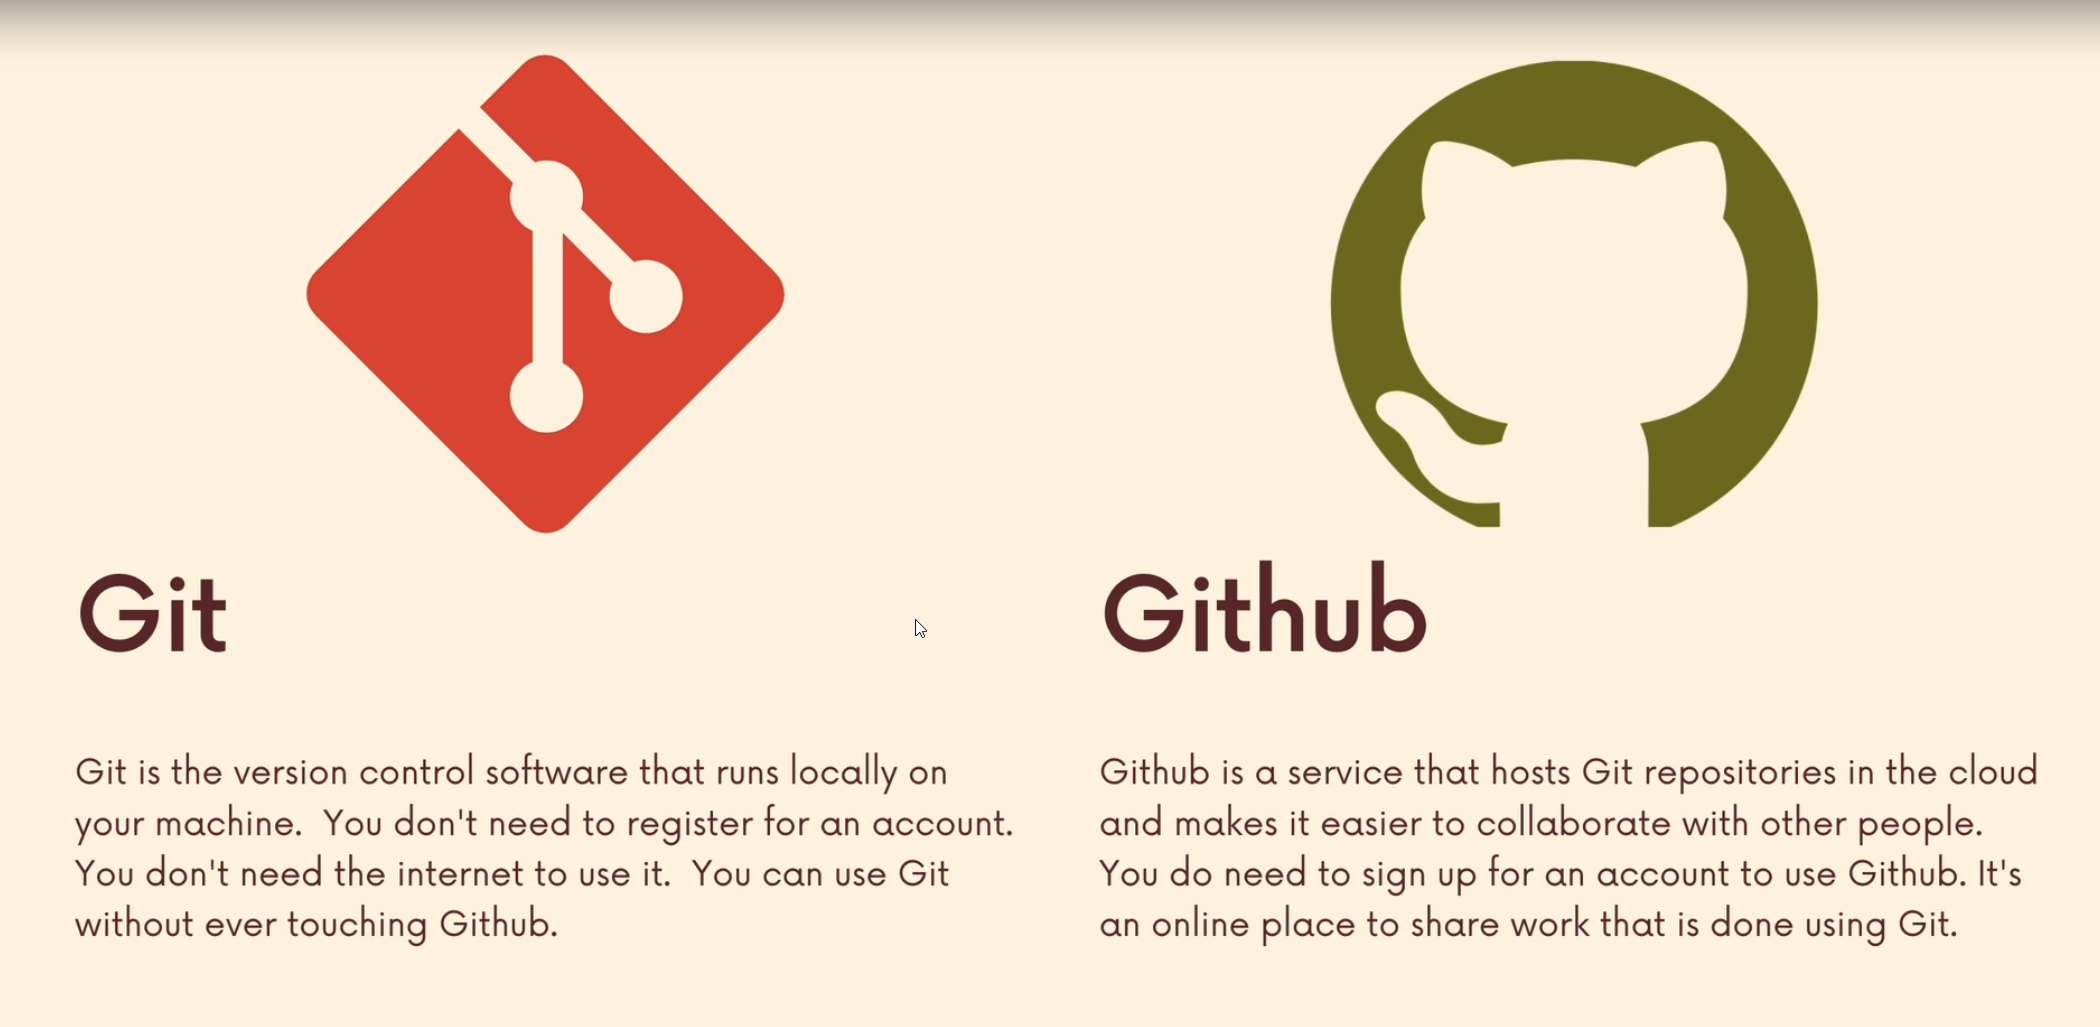 Git
Git is the version control software that runs locally on
your machine.  You don't need to register for an account.
You don't need the internet to use it.  You can use Git
without ever touching Github.
Github
Github is a service that hosts Git repositories in the cloud
and makes it easier to collaborate with other people.
You do need to sign up for an account to use Github. It's
an online place to share work that is done using Git.